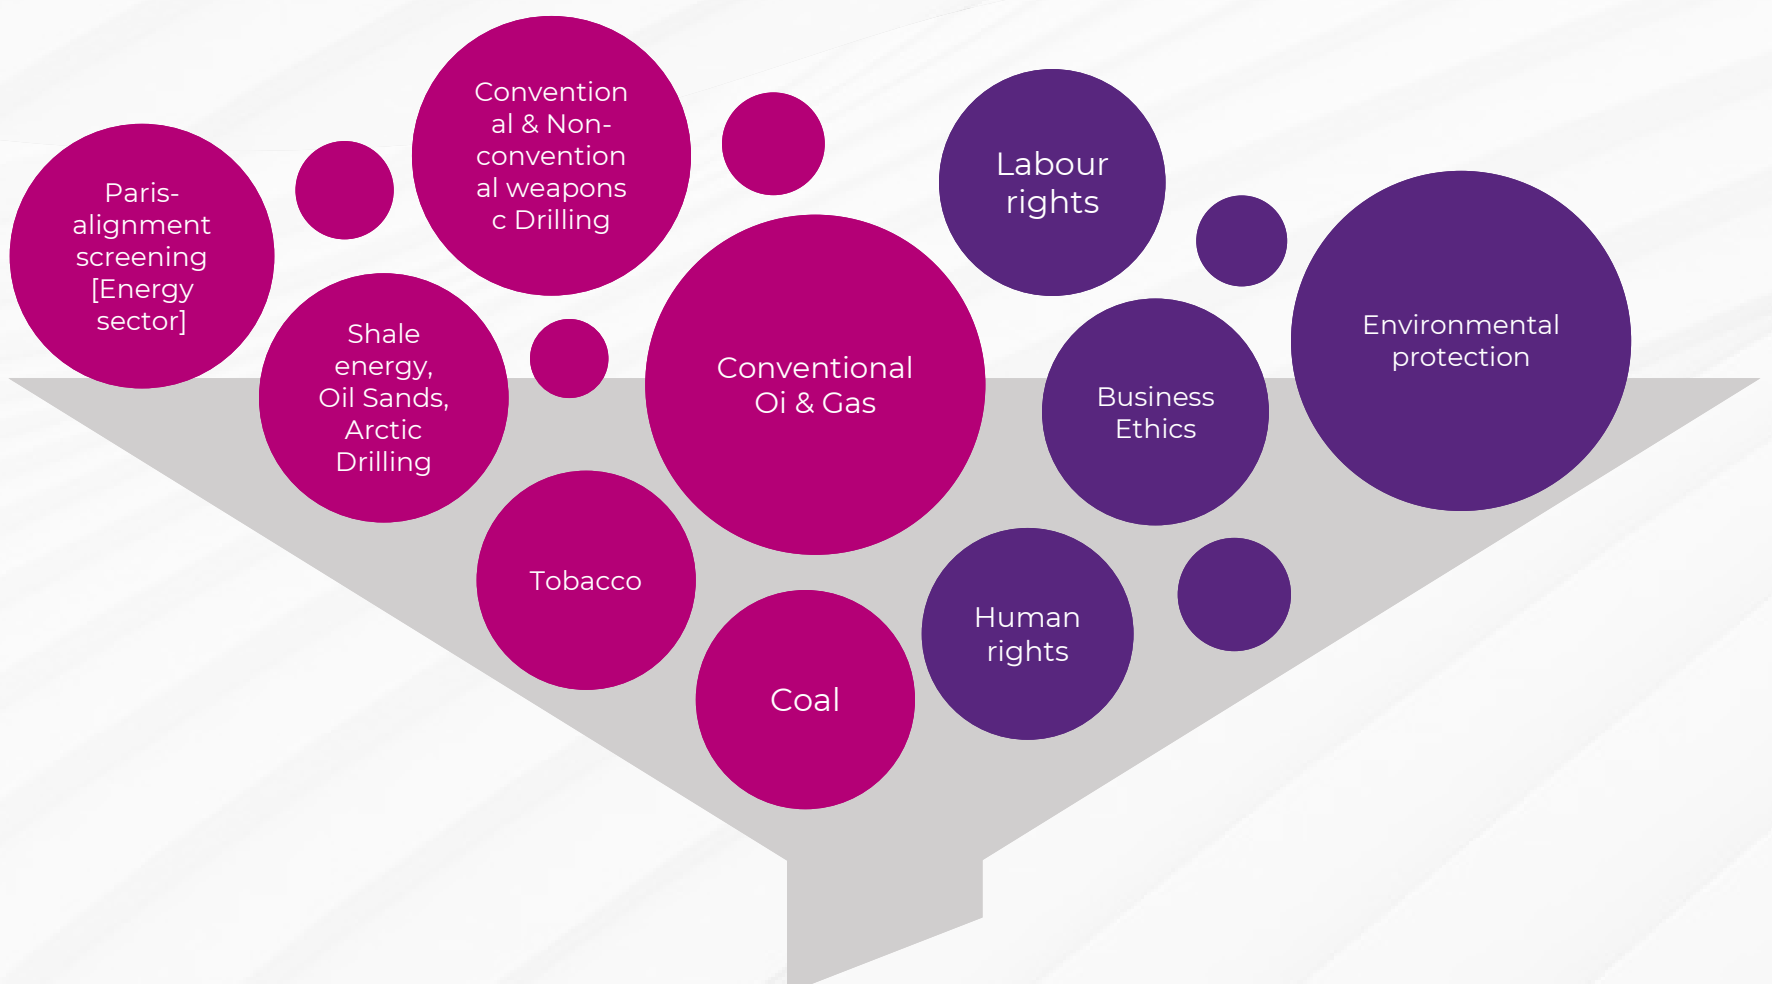 Paris-
alignment
screening
[Energy
sector]
Convention
al & Non-
convention
al weapons
c Drilling
Shale
energy,
Oil Sands,
Arctic
Drilling
Conventional
Oi & Gas
Tobacco
Coal
Labour
rights
Business
Ethics
Environmental
protection
Human
rights